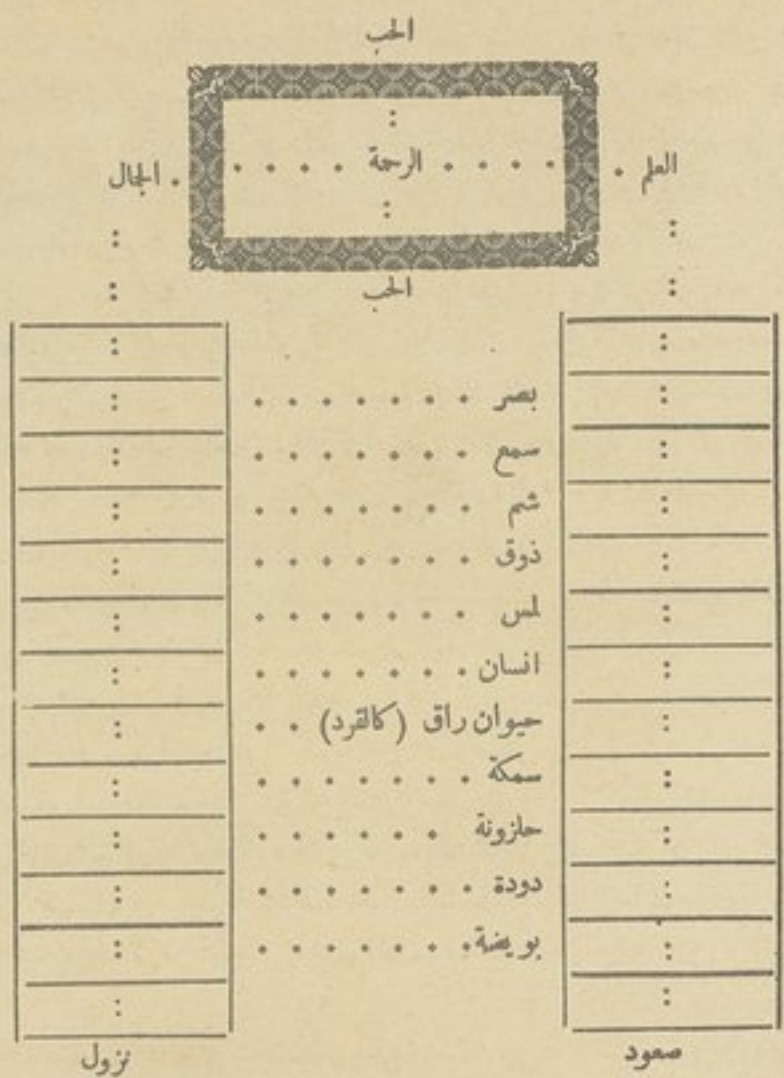 الحب
العلم . . . . . . الرحمة . . . . . . الجمال
الحب
بصر . . . . . . .
سمع . . . . . . .
شم . . . . . . .
ذوق . . . . . . .
لمس . . . . . . .
انسان . . . . . . .
حيوان راق (كالقرد) . .
سمكة . . . . . . .
حلزونة . . . . . .
دودة . . . . . . .
بويضة . . . . . . .
صعود نزول